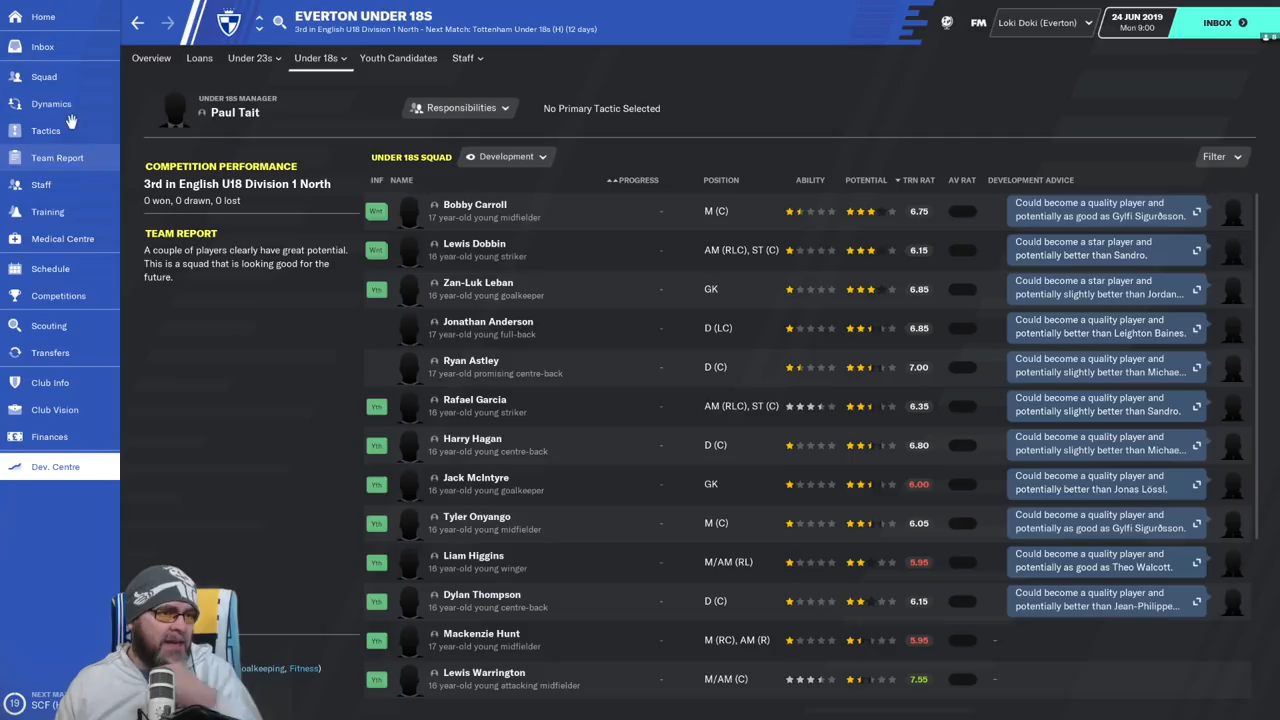 Home
Inbox
Squad
Dynamics
Tactics
Team Report
Staff
Training
Medical Centre
Schedule
Competitions
Scouting
Transfers
Club Info
Club Vision
Finances
Dev. Centre
EVERTON UNDER 18S
3rd in English U18 Division 1 North - Next Match: Tottenham Under 18s (H) (12 days)
FM
Loki Doki (Everton)
24 JUN 2019
Mon 9:00
INBOX
8
Overview
Loans
Under 23s
Under 18s
Youth Candidates
Staff
UNDER 18S MANAGER
Paul Tait
Responsibilities
No Primary Tactic Selected
COMPETITION PERFORMANCE
3rd in English U18 Division 1 North
0 won, 0 drawn, 0 lost
TEAM REPORT
A couple of players clearly have great potential.
This is a squad that is looking good for the
future.
UNDER 18S SQUAD
Development
Filter
INF NAME PROGRESS POSITION ABILITY POTENTIAL TRN RAT AV RAT DEVELOPMENT ADVICE
Wnt Bobby Carroll - M (C) 6.75 Could become a quality player and
17 year-old young midfielder potentially as good as Gylfi Sigurðsson.
Wnt Lewis Dobbin - AM (RLC), ST (C) 6.15 Could become a star player and
16 year-old young striker potentially better than Sandro.
Yth Zan-Luk Leban - GK 6.85 Could become a star player and
16 year-old young goalkeeper potentially slightly better than Jordan...
Jonathan Anderson - D (LC) 6.85 Could become a quality player and
17 year-old young full-back potentially better than Leighton Baines.
Ryan Astley - D (C) 7.00 Could become a quality player and
17 year-old promising centre-back potentially slightly better than Michae...
Yth Rafael Garcia - AM (RLC), ST (C) 6.35 Could become a quality player and
16 year-old young striker potentially slightly better than Sandro.
Yth Harry Hagan - D (C) 6.80 Could become a quality player and
16 year-old young centre-back potentially slightly better than Michae...
Yth Jack McIntyre - GK 6.00 Could become a quality player and
16 year-old young goalkeeper potentially better than Jonas Lössl.
Yth Tyler Onyango - M (C) 6.05 Could become a quality player and
16 year-old young midfielder potentially as good as Gylfi Sigurðsson.
Yth Liam Higgins - M/AM (RL) 5.95 Could become a quality player and
16 year-old young winger potentially as good as Theo Walcott.
Yth Dylan Thompson - D (C) 6.15 Could become a quality player and
16 year-old young centre-back potentially better than Jean-Philippe...
Yth Mackenzie Hunt - M (RC), AM (R) 5.95 -
17 year-old young midfielder
Yth Lewis Warrington - M/AM (C) 7.55 -
16 year-old young attacking midfielder
oalkeeping, Fitness)
19
NEXT MA
SCF (H